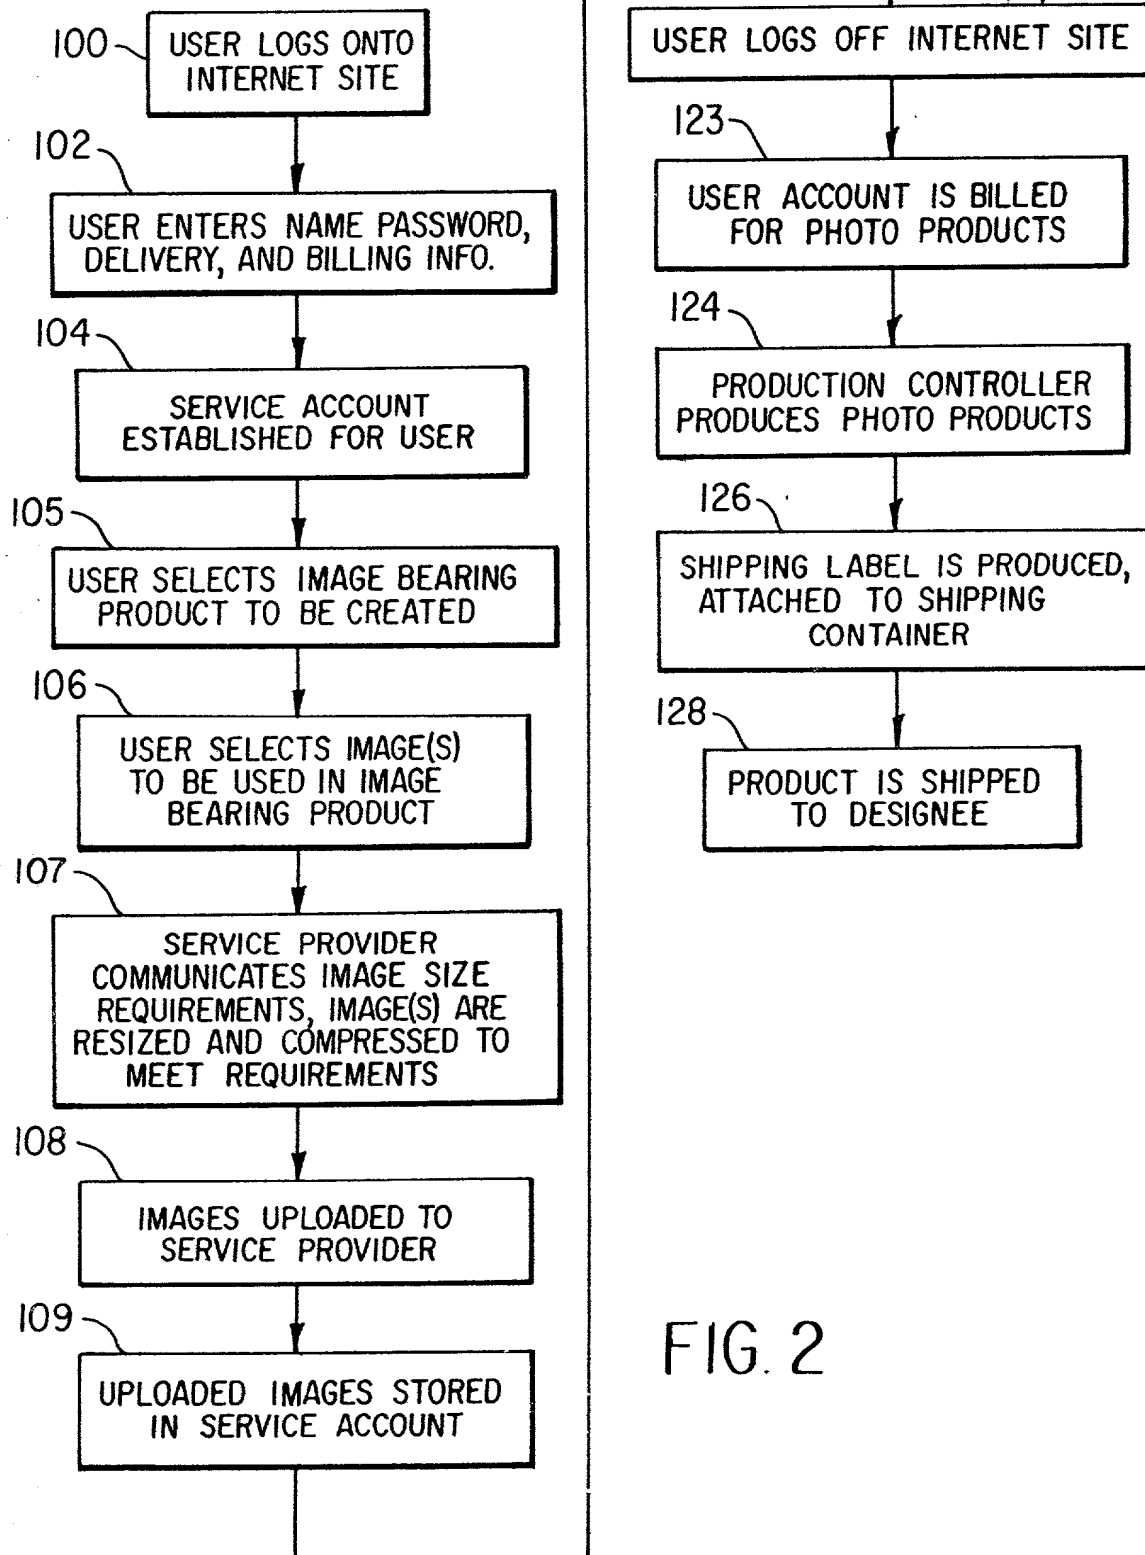 100
USER LOGS ONTO
INTERNET SITE
102
USER ENTERS NAME PASSWORD,
DELIVERY, AND BILLING INFO.
104
SERVICE ACCOUNT
ESTABLISHED FOR USER
105
USER SELECTS IMAGE BEARING
PRODUCT TO BE CREATED
106
USER SELECTS IMAGE(S)
TO BE USED IN IMAGE
BEARING PRODUCT
107
SERVICE PROVIDER
COMMUNICATES IMAGE SIZE
REQUIREMENTS, IMAGE(S) ARE
RESIZED AND COMPRESSED TO
MEET REQUIREMENTS
108
IMAGES UPLOADED TO
SERVICE PROVIDER
109
UPLOADED IMAGES STORED
IN SERVICE ACCOUNT
USER LOGS OFF INTERNET SITE
123
USER ACCOUNT IS BILLED
FOR PHOTO PRODUCTS
124
PRODUCTION CONTROLLER
PRODUCES PHOTO PRODUCTS
126
SHIPPING LABEL IS PRODUCED,
ATTACHED TO SHIPPING
CONTAINER
128
PRODUCT IS SHIPPED
TO DESIGNEE
FIG. 2